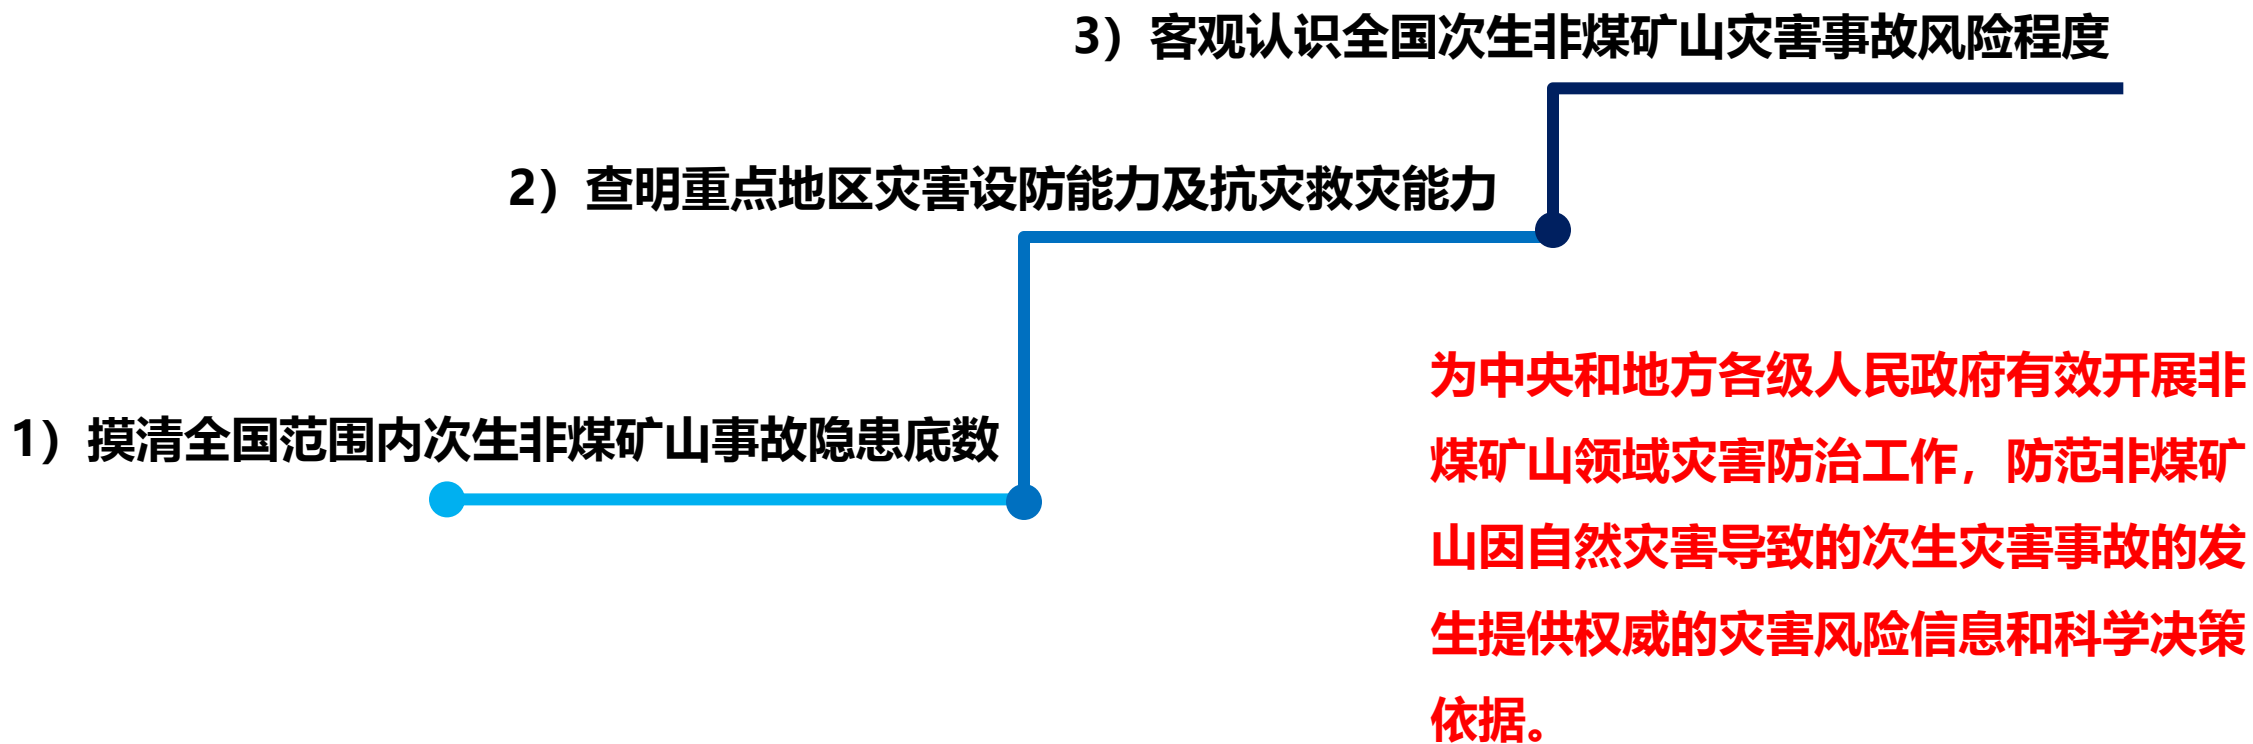 3）客观认识全国次生非煤矿山灾害事故风险程度
2）查明重点地区灾害设防能力及抗灾救灾能力
1）摸清全国范围内次生非煤矿山事故隐患底数
为中央和地方各级人民政府有效开展非
煤矿山领域灾害防治工作，防范非煤矿
山因自然灾害导致的次生灾害事故的发
生提供权威的灾害风险信息和科学决策
依据。